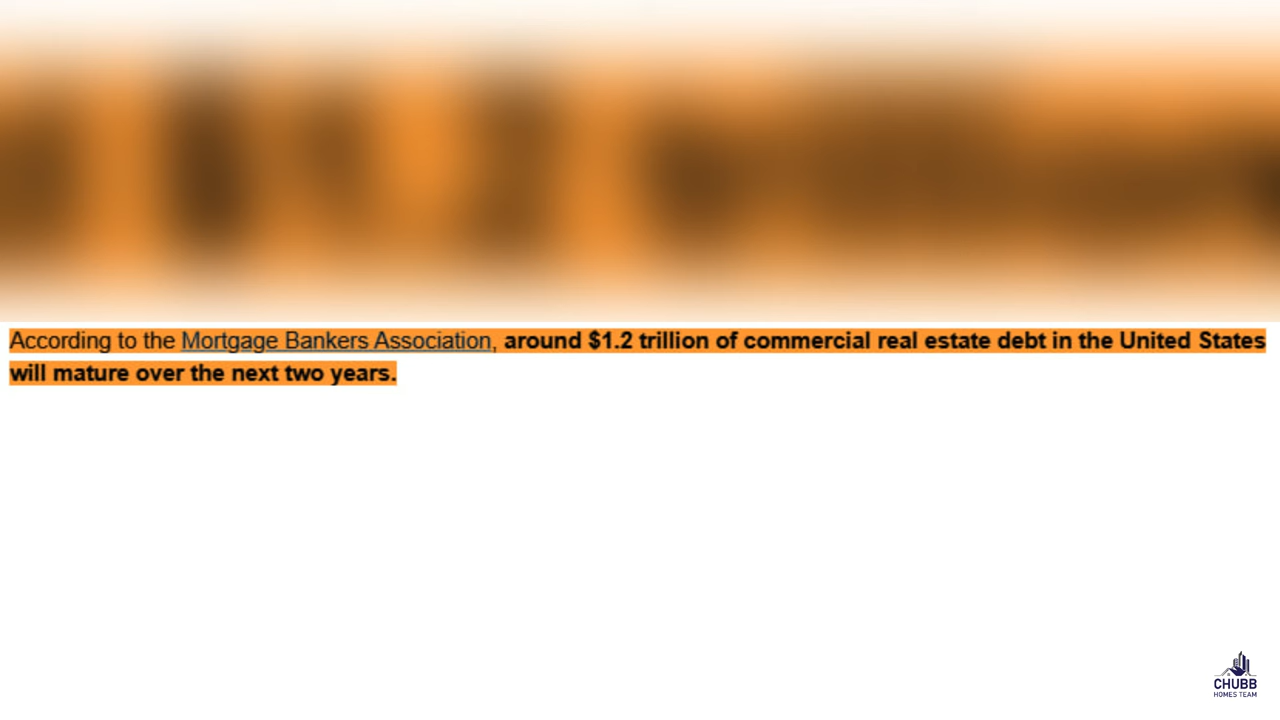 According to the Mortgage Bankers Association, around $1.2 trillion of commercial real estate debt in the United States
will mature over the next two years.
CHUBB
HOMES TEAM